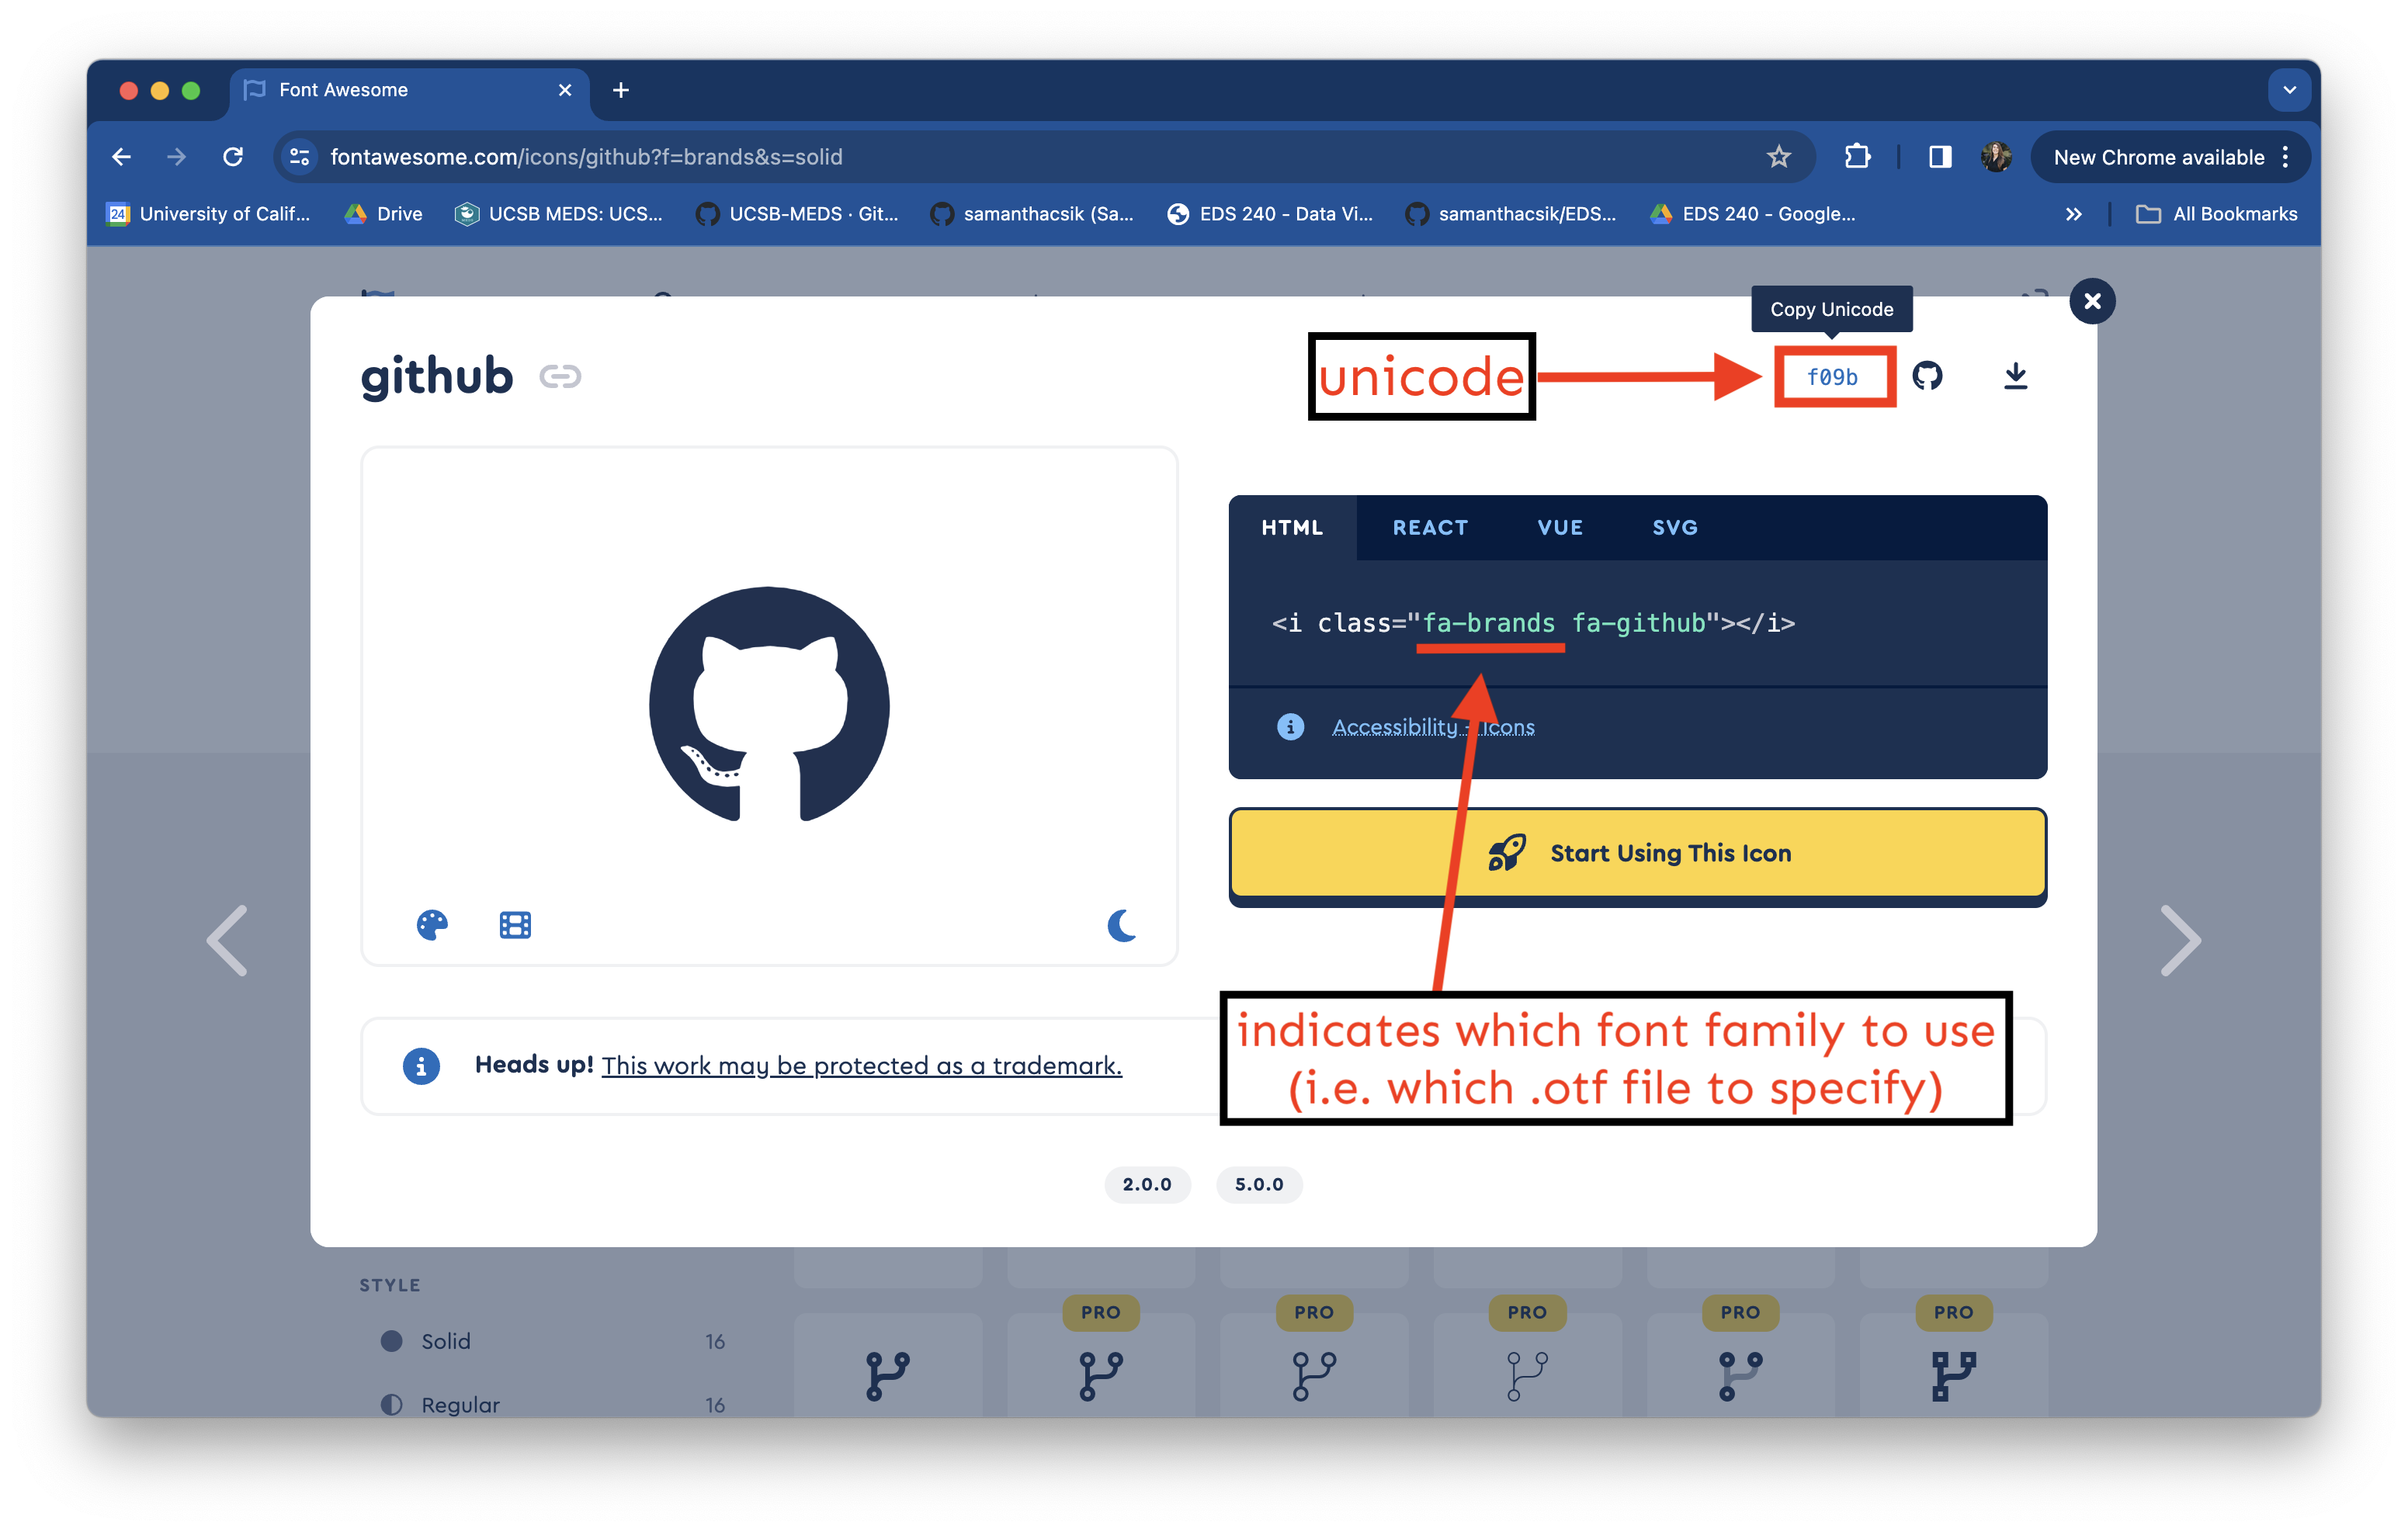 Font Awesome
fontawesome.com/icons/github?f=brands&s=solid
New Chrome available
24 University of Calif...
Drive
UCSB MEDS: UCS...
UCSB-MEDS · Git...
samanthacsik (Sa...
EDS 240 - Data Vi...
samanthacsik/EDS...
EDS 240 - Google...
All Bookmarks
Copy Unicode
github
unicode
f09b
HTML REACT VUE SVG
<i class="fa-brands fa-github"></i>
Accessibility - Icons
Start Using This Icon
indicates which font family to use
(i.e. which .otf file to specify)
Heads up! This work may be protected as a trademark.
2.0.0 5.0.0
STYLE
PRO PRO PRO PRO PRO
Solid 16
Regular 16